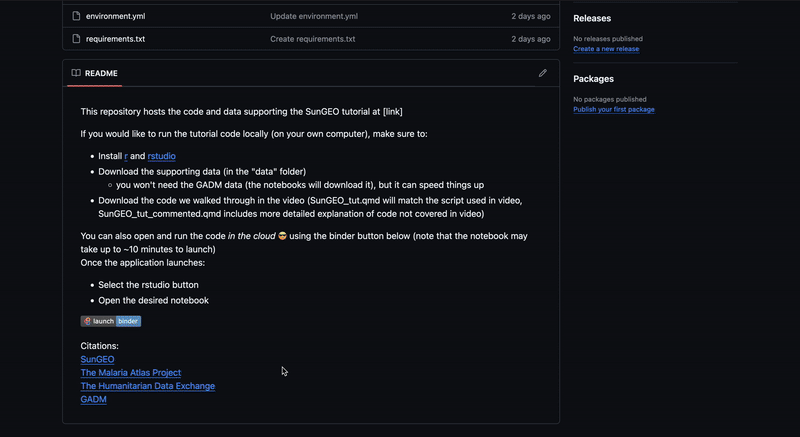 environment.yml Update environment.yml 2 days ago
requirements.txt Create requirements.txt 2 days ago
README
This repository hosts the code and data supporting the SunGEO tutorial at [link]
If you would like to run the tutorial code locally (on your own computer), make sure to:
• Install r and rstudio
• Download the supporting data (in the "data" folder)
◦ you won't need the GADM data (the notebooks will download it), but it can speed things up
• Download the code we walked through in the video (SunGEO_tut.qmd will match the script used in video,
SunGEO_tut_commented.qmd includes more detailed explanation of code not covered in video)
You can also open and run the code in the cloud 😎 using the binder button below (note that the notebook may
take up to ~10 minutes to launch)
Once the application launches:
• Select the rstudio button
• Open the desired notebook
launch binder
Citations:
SunGEO
The Malaria Atlas Project
The Humanitarian Data Exchange
GADM
Releases
No releases published
Create a new release
Packages
No packages published
Publish your first package